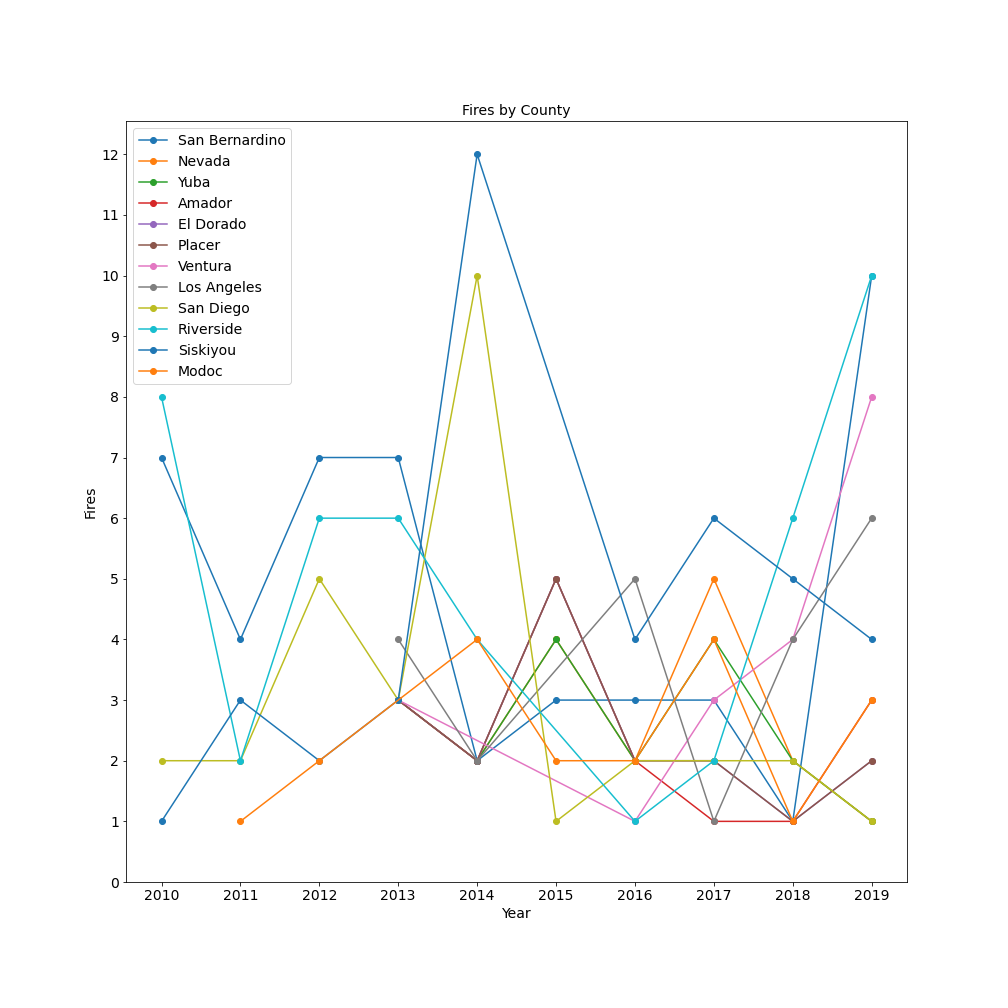 Fires by County
San Bernardino
Nevada
Yuba
Amador
El Dorado
Placer
Ventura
Los Angeles
San Diego
Riverside
Siskiyou
Modoc
12
11
10
9
8
7
6
5
4
3
2
1
0
Fires
2010 2011 2012 2013 2014 2015 2016 2017 2018 2019
Year